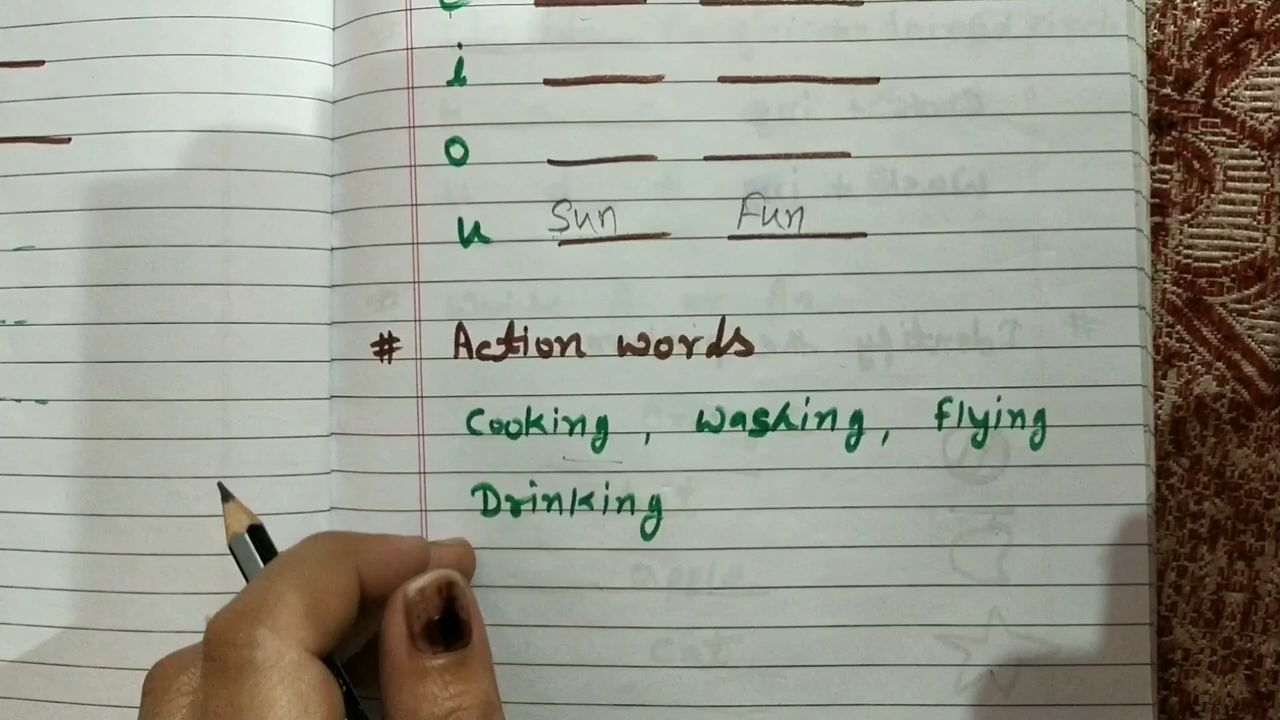 i
o
u Sun Fun
# Action words
Cooking, Washing, Flying
Drinking